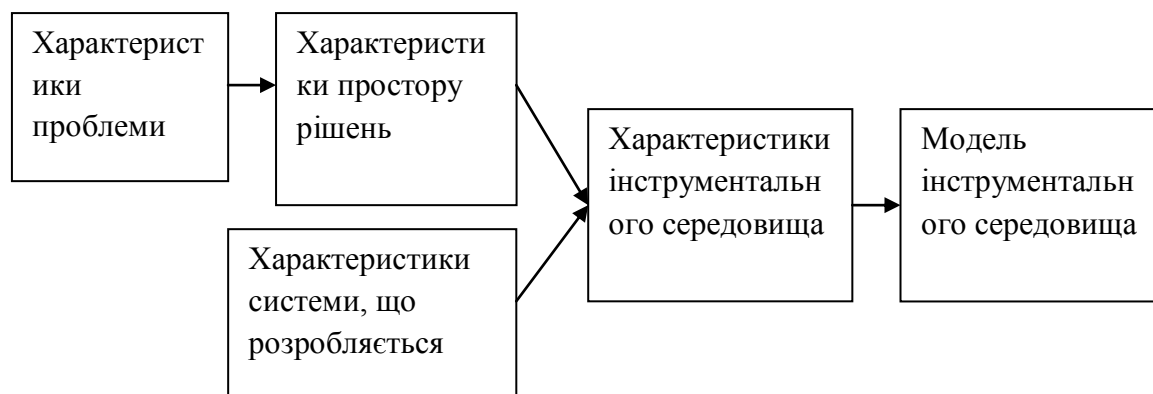 Характерист
ики
проблеми
Характеристи
ки простору
рішень
Характеристики
системи, що
розробляється
Характеристики
інструментальн
ого середовища
Модель
інструментальн
ого середовища